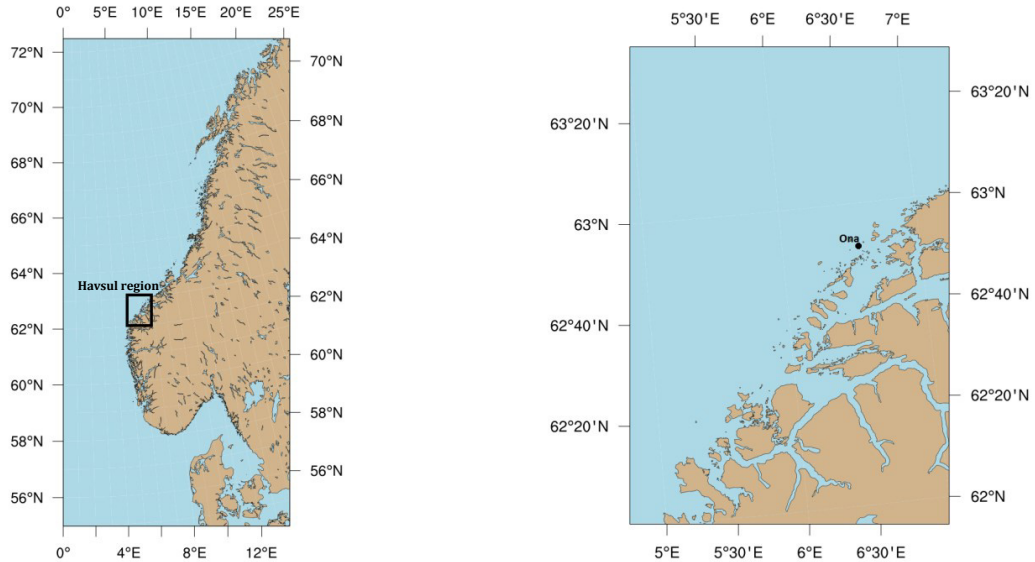 0° 5°E 10°E 15°E 20°E 25°E
72°N
70°N
68°N
66°N
64°N
62°N
60°N
58°N
56°N
70°N
68°N
66°N
64°N
62°N
60°N
58°N
56°N
Havsul region
0° 4°E 8°E 12°E
5°30'E 6°E 6°30'E 7°E
63°20'N
63°N
62°40'N
62°20'N
Ona
63°20'N
63°N
62°40'N
62°20'N
62°N
5°E 5°30'E 6°E 6°30'E